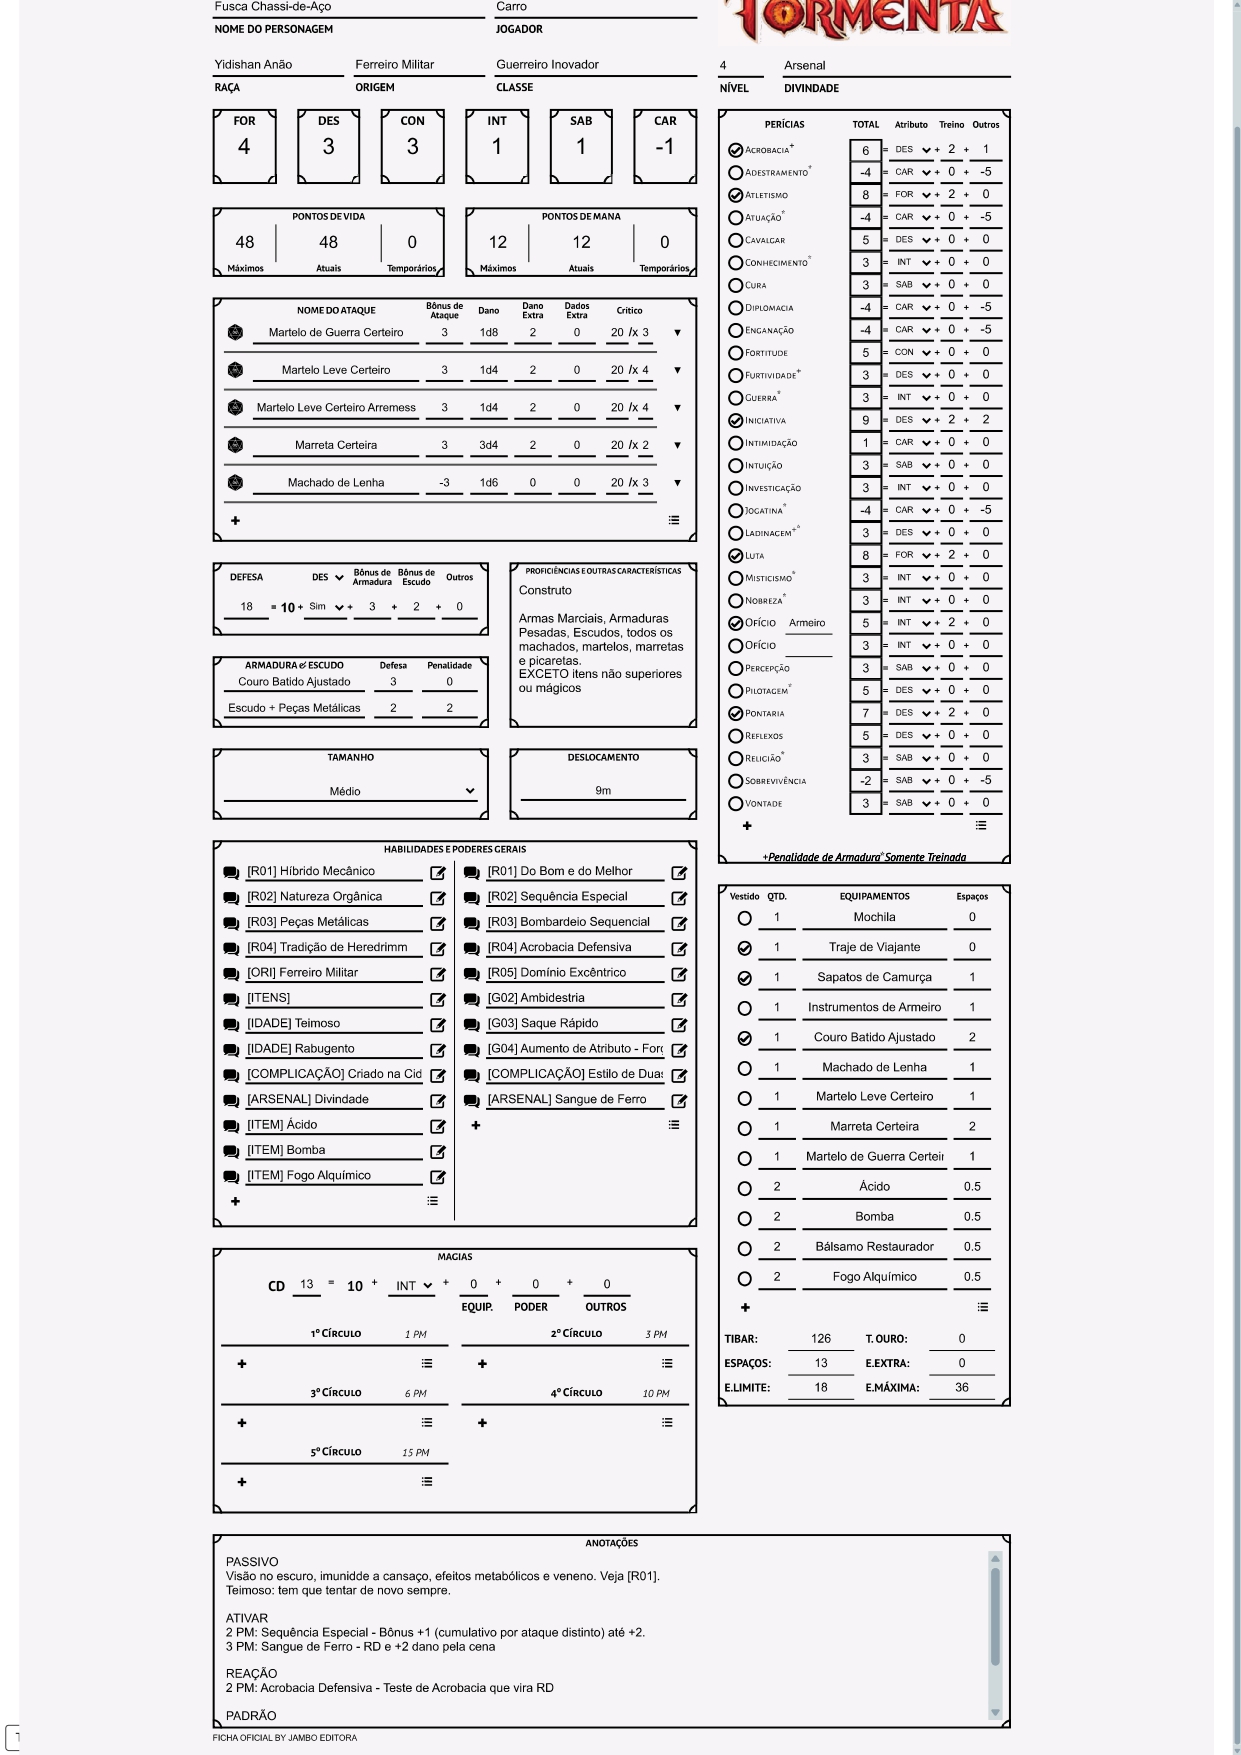 Fusca Chassi-de-Aço Carro TORMENTA
NOME DO PERSONAGEM JOGADOR
Yidishan Anão Ferreiro Militar Guerreiro Inovador 4 Arsenal
RAÇA ORIGEM CLASSE NÍVEL DIVINDADE
FOR DES CON INT SAB CAR
4 3 3 1 1 -1
PONTOS DE VIDA
48 48 0
Máximos Atuais Temporários
PONTOS DE MANA
12 12 0
Máximos Atuais Temporários
NOME DO ATAQUE Bônus de Ataque Dano Dano Extra Dados Extra Crítico
Martelo de Guerra Certeiro 3 1d8 2 0 20 /x 3
Martelo Leve Certeiro 3 1d4 2 0 20 /x 4
Martelo Leve Certeiro Arremess 3 1d4 2 0 20 /x 4
Marreta Certeira 3 3d4 2 0 20 /x 2
Machado de Lenha -3 1d6 0 0 20 /x 3
+
DEFESA DES Bônus de Armadura Bônus de Escudo Outros
18 = 10 + Sim + 3 + 2 + 0
ARMADURA & ESCUDO Defesa Penalidade
Couro Batido Ajustado 3 0
Escudo + Peças Metálicas 2 2
PROFICIÊNCIAS E OUTRAS CARACTERÍSTICAS
Construto
Armas Marciais, Armaduras
Pesadas, Escudos, todos os
machados, martelos, marretas
e picaretas.
EXCETO itens não superiores
ou mágicos
TAMANHO
Médio
DESLOCAMENTO
9m
HABILIDADES E PODERES GERAIS
[R01] Híbrido Mecânico
[R02] Natureza Orgânica
[R03] Peças Metálicas
[R04] Tradição de Heredrimm
[ORI] Ferreiro Militar
[ITENS]
[IDADE] Teimoso
[IDADE] Rabugento
[COMPLICAÇÃO] Criado na Cid
[ARSENAL] Divindade
[ITEM] Ácido
[ITEM] Bomba
[ITEM] Fogo Alquímico
+
[R01] Do Bom e do Melhor
[R02] Sequência Especial
[R03] Bombardeio Sequencial
[R04] Acrobacia Defensiva
[R05] Domínio Excêntrico
[G02] Ambidestria
[G03] Saque Rápido
[G04] Aumento de Atributo - Forç
[COMPLICAÇÃO] Estilo de Duas
[ARSENAL] Sangue de Ferro
+
MAGIAS
CD 13 = 10 + INT + 0 + 0 + 0
EQUIP. PODER OUTROS
1º CÍRCULO 1 PM 2º CÍRCULO 3 PM
+ +
3º CÍRCULO 6 PM 4º CÍRCULO 10 PM
+ +
5º CÍRCULO 15 PM
+
PERÍCIAS TOTAL Atributo Treino Outros
ACROBACIA+ 6 = DES + 2 + 1
ADESTRAMENTO* -4 = CAR + 0 + -5
ATLETISMO 8 = FOR + 2 + 0
ATUAÇÃO* -4 = CAR + 0 + -5
CAVALGAR 5 = DES + 0 + 0
CONHECIMENTO* 3 = INT + 0 + 0
CURA 3 = SAB + 0 + 0
DIPLOMACIA -4 = CAR + 0 + -5
ENGANAÇÃO -4 = CAR + 0 + -5
FORTITUDE 5 = CON + 0 + 0
FURTIVIDADE+ 3 = DES + 0 + 0
GUERRA* 3 = INT + 0 + 0
INICIATIVA 9 = DES + 2 + 2
INTIMIDAÇÃO 1 = CAR + 0 + 0
INTUIÇÃO 3 = SAB + 0 + 0
INVESTIGAÇÃO 3 = INT + 0 + 0
JOGATINA* -4 = CAR + 0 + -5
LADINAGEM+* 3 = DES + 0 + 0
LUTA 8 = FOR + 2 + 0
MISTICISMO* 3 = INT + 0 + 0
NOBREZA* 3 = INT + 0 + 0
OFÍCIO Armeiro 5 = INT + 2 + 0
OFÍCIO 3 = INT + 0 + 0
PERCEPÇÃO 3 = SAB + 0 + 0
PILOTAGEM* 5 = DES + 0 + 0
PONTARIA 7 = DES + 2 + 0
REFLEXOS 5 = DES + 0 + 0
RELIGIÃO* 3 = SAB + 0 + 0
SOBREVIVÊNCIA -2 = SAB + 0 + -5
VONTADE 3 = SAB + 0 + 0
+
+Penalidade de Armadura*Somente Treinada
Vestido QTD. EQUIPAMENTOS Espaços
1 Mochila 0
1 Traje de Viajante 0
1 Sapatos de Camurça 1
1 Instrumentos de Armeiro 1
1 Couro Batido Ajustado 2
1 Machado de Lenha 1
1 Martelo Leve Certeiro 1
1 Marreta Certeira 2
1 Martelo de Guerra Certeir 1
2 Ácido 0.5
2 Bomba 0.5
2 Bálsamo Restaurador 0.5
2 Fogo Alquímico 0.5
+
TIBAR: 126 T. OURO: 0
ESPAÇOS: 13 E.EXTRA: 0
E.LIMITE: 18 E.MÁXIMA: 36
ANOTAÇÕES
PASSIVO
Visão no escuro, imunidde a cansaço, efeitos metabólicos e veneno. Veja [R01].
Teimoso: tem que tentar de novo sempre.
ATIVAR
2 PM: Sequência Especial - Bônus +1 (cumulativo por ataque distinto) até +2.
3 PM: Sangue de Ferro - RD e +2 dano pela cena
REAÇÃO
2 PM: Acrobacia Defensiva - Teste de Acrobacia que vira RD
PADRÃO
FICHA OFICIAL BY JAMBO EDITORA